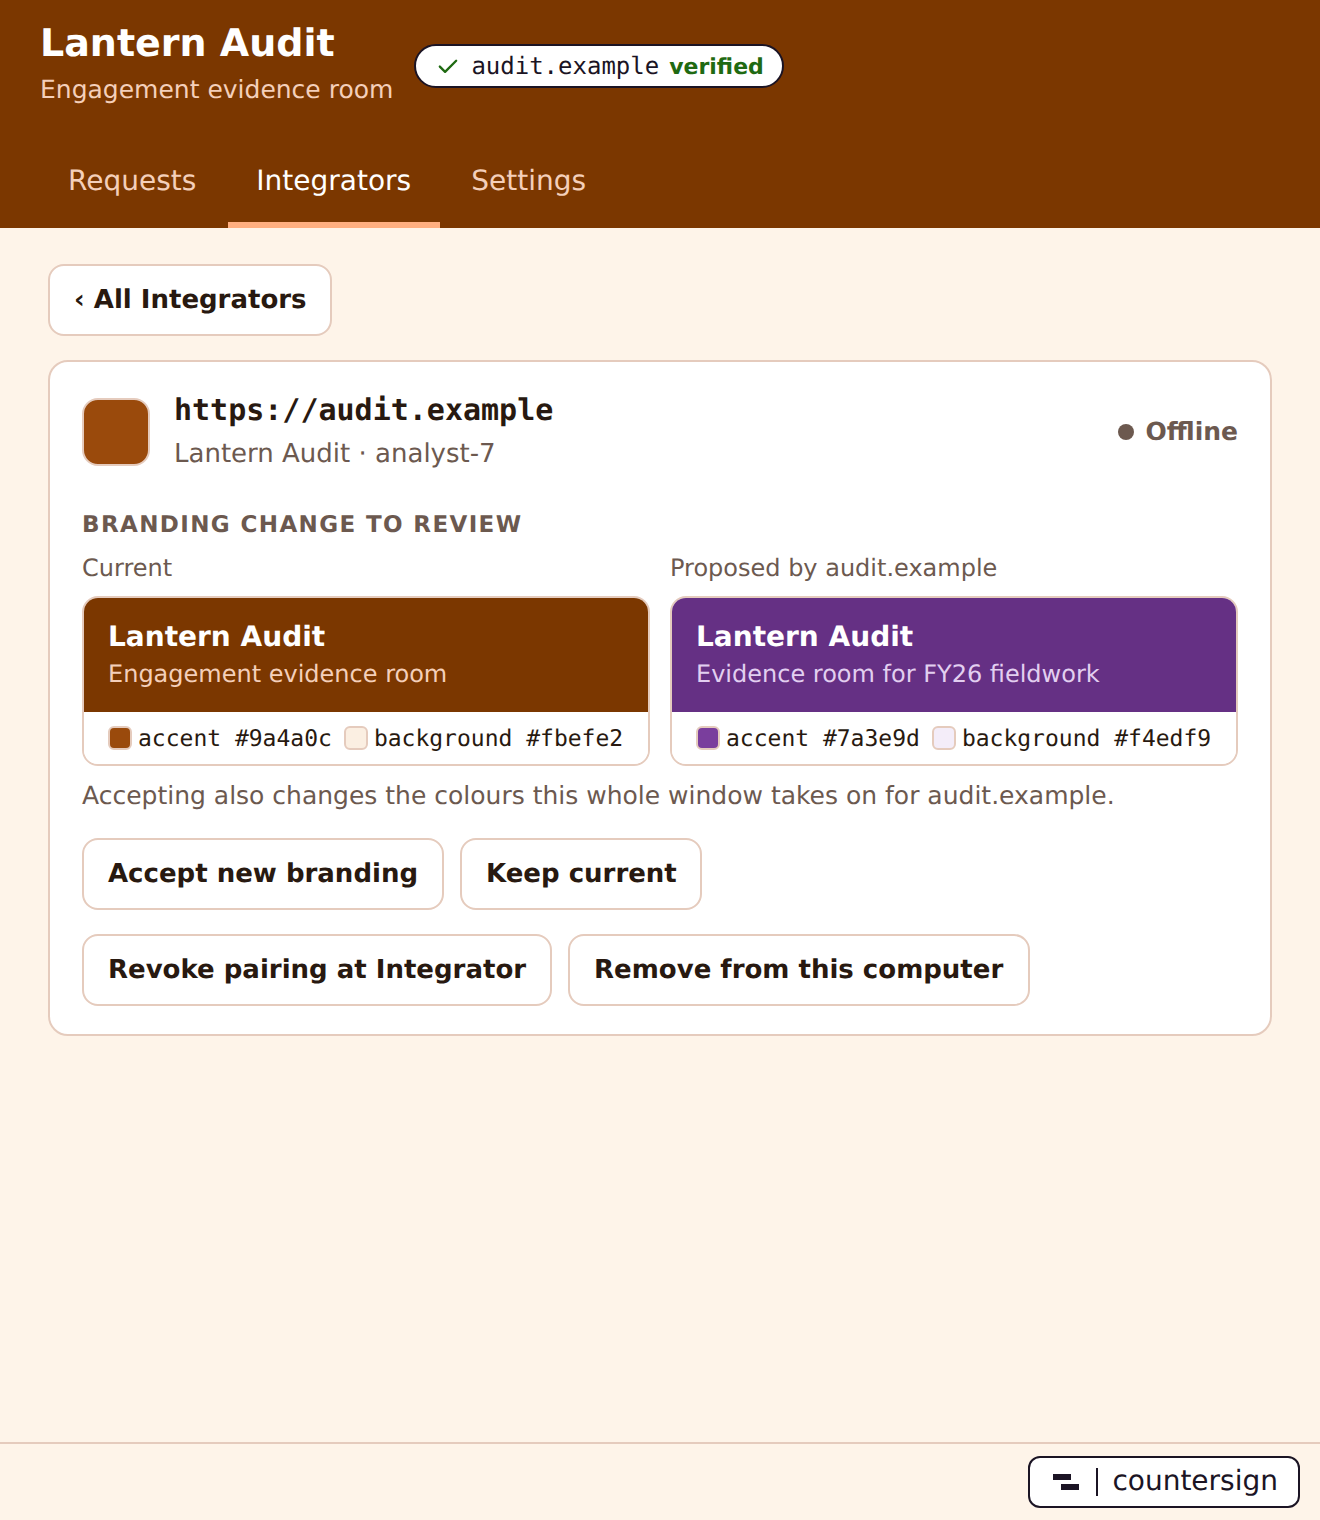 Lantern Audit
Engagement evidence room
audit.example verified
Requests Integrators Settings
‹ All Integrators
https://audit.example
Lantern Audit · analyst-7
Offline
BRANDING CHANGE TO REVIEW
Current
Lantern Audit
Engagement evidence room
accent #9a4a0c background #fbefe2
Proposed by audit.example
Lantern Audit
Evidence room for FY26 fieldwork
accent #7a3e9d background #f4edf9
Accepting also changes the colours this whole window takes on for audit.example.
Accept new branding Keep current
Revoke pairing at Integrator Remove from this computer
countersign